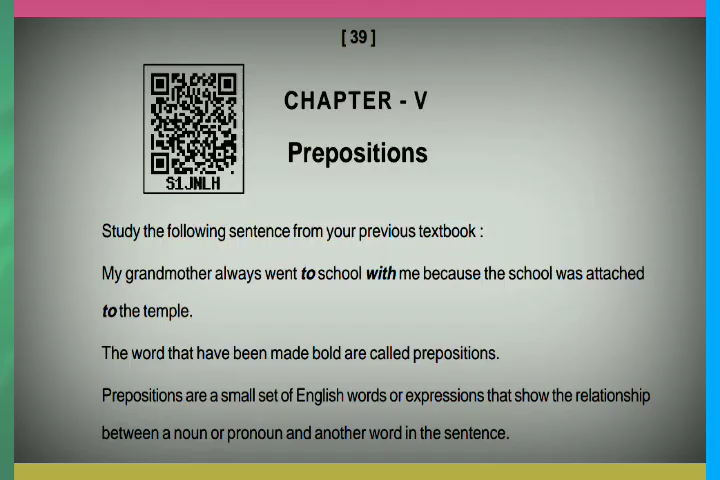 [ 39 ]
CHAPTER - V
Prepositions
S1JNLH
Study the following sentence from your previous textbook :
My grandmother always went to school with me because the school was attached
to the temple.
The word that have been made bold are called prepositions.
Prepositions are a small set of English words or expressions that show the relationship
between a noun or pronoun and another word in the sentence.